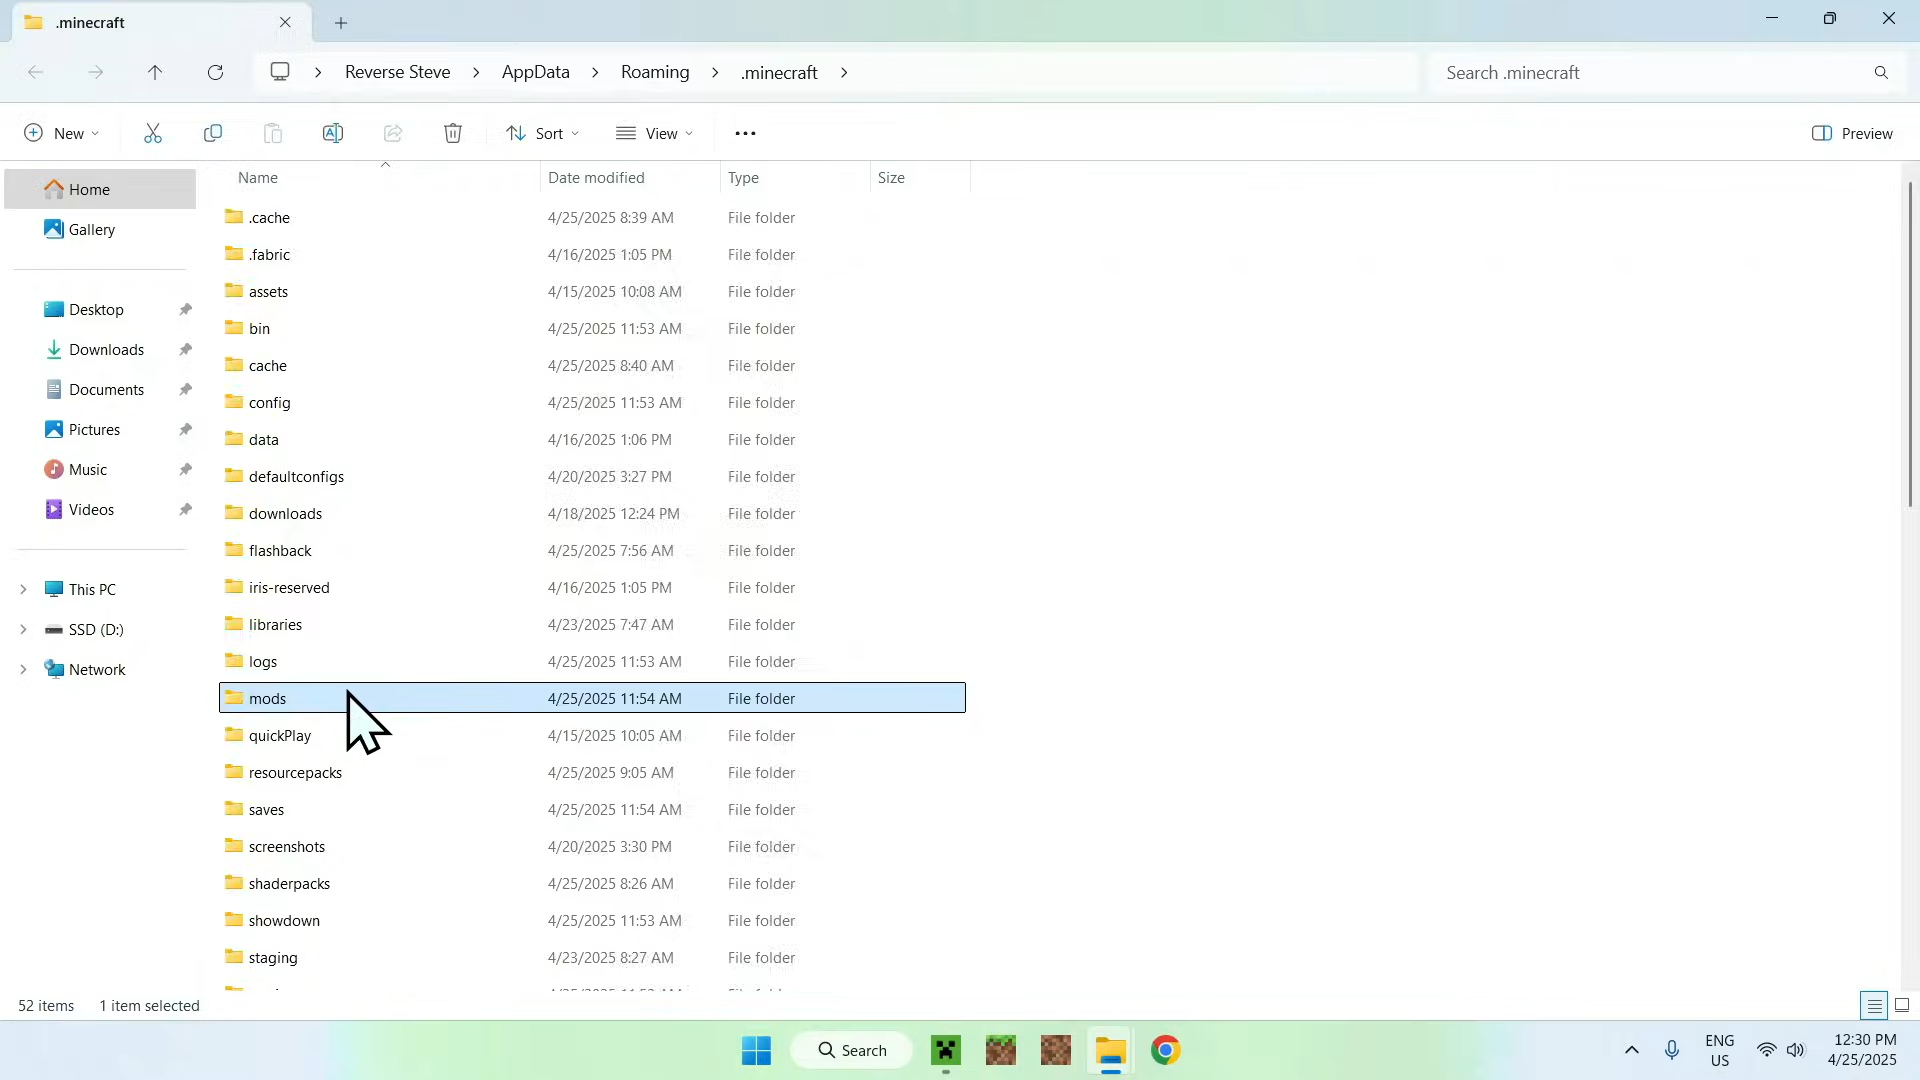 .minecraft
Reverse Steve > AppData > Roaming > .minecraft >
Search .minecraft
New
Sort
View
Preview
Name Date modified Type Size
Home
Gallery
Desktop
Downloads
Documents
Pictures
Music
Videos
This PC
SSD (D:)
Network
.cache 4/25/2025 8:39 AM File folder
.fabric 4/16/2025 1:05 PM File folder
assets 4/15/2025 10:08 AM File folder
bin 4/25/2025 11:53 AM File folder
cache 4/25/2025 8:40 AM File folder
config 4/25/2025 11:53 AM File folder
data 4/16/2025 1:06 PM File folder
defaultconfigs 4/20/2025 3:27 PM File folder
downloads 4/18/2025 12:24 PM File folder
flashback 4/25/2025 7:56 AM File folder
iris-reserved 4/16/2025 1:05 PM File folder
libraries 4/23/2025 7:47 AM File folder
logs 4/25/2025 11:53 AM File folder
mods 4/25/2025 11:54 AM File folder
quickPlay 4/15/2025 10:05 AM File folder
resourcepacks 4/25/2025 9:05 AM File folder
saves 4/25/2025 11:54 AM File folder
screenshots 4/20/2025 3:30 PM File folder
shaderpacks 4/25/2025 8:26 AM File folder
showdown 4/25/2025 11:53 AM File folder
staging 4/23/2025 8:27 AM File folder
52 items 1 item selected
Search
ENG
US
12:30 PM
4/25/2025